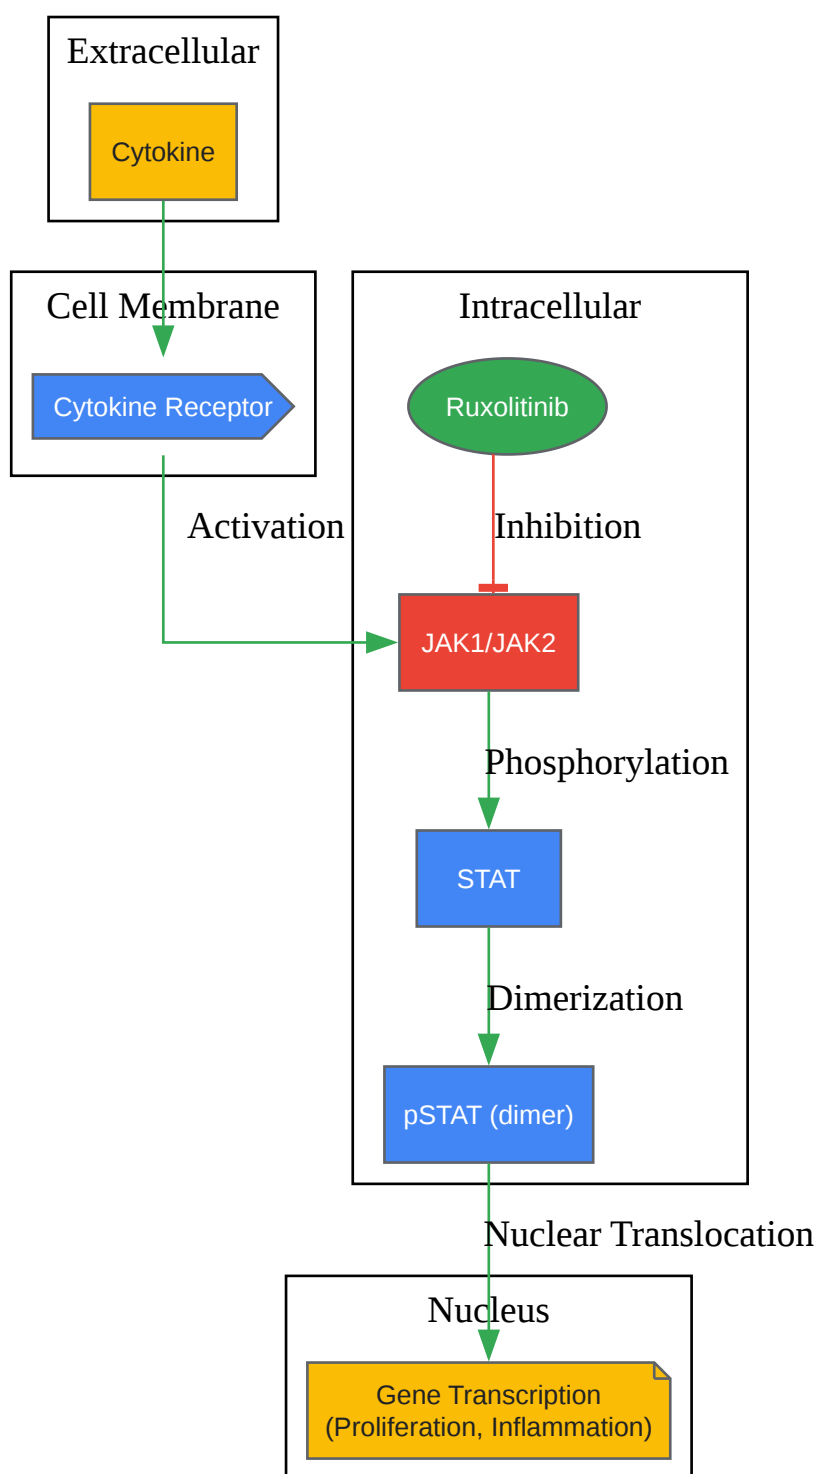 Extracellular
Cytokine
Cell Membrane
Intracellular
Cytokine Receptor
Ruxolitinib
Activation
Inhibition
JAK1/JAK2
Phosphorylation
STAT
Dimerization
pSTAT (dimer)
Nuclear Translocation
Nucleus
Gene Transcription
(Proliferation, Inflammation)